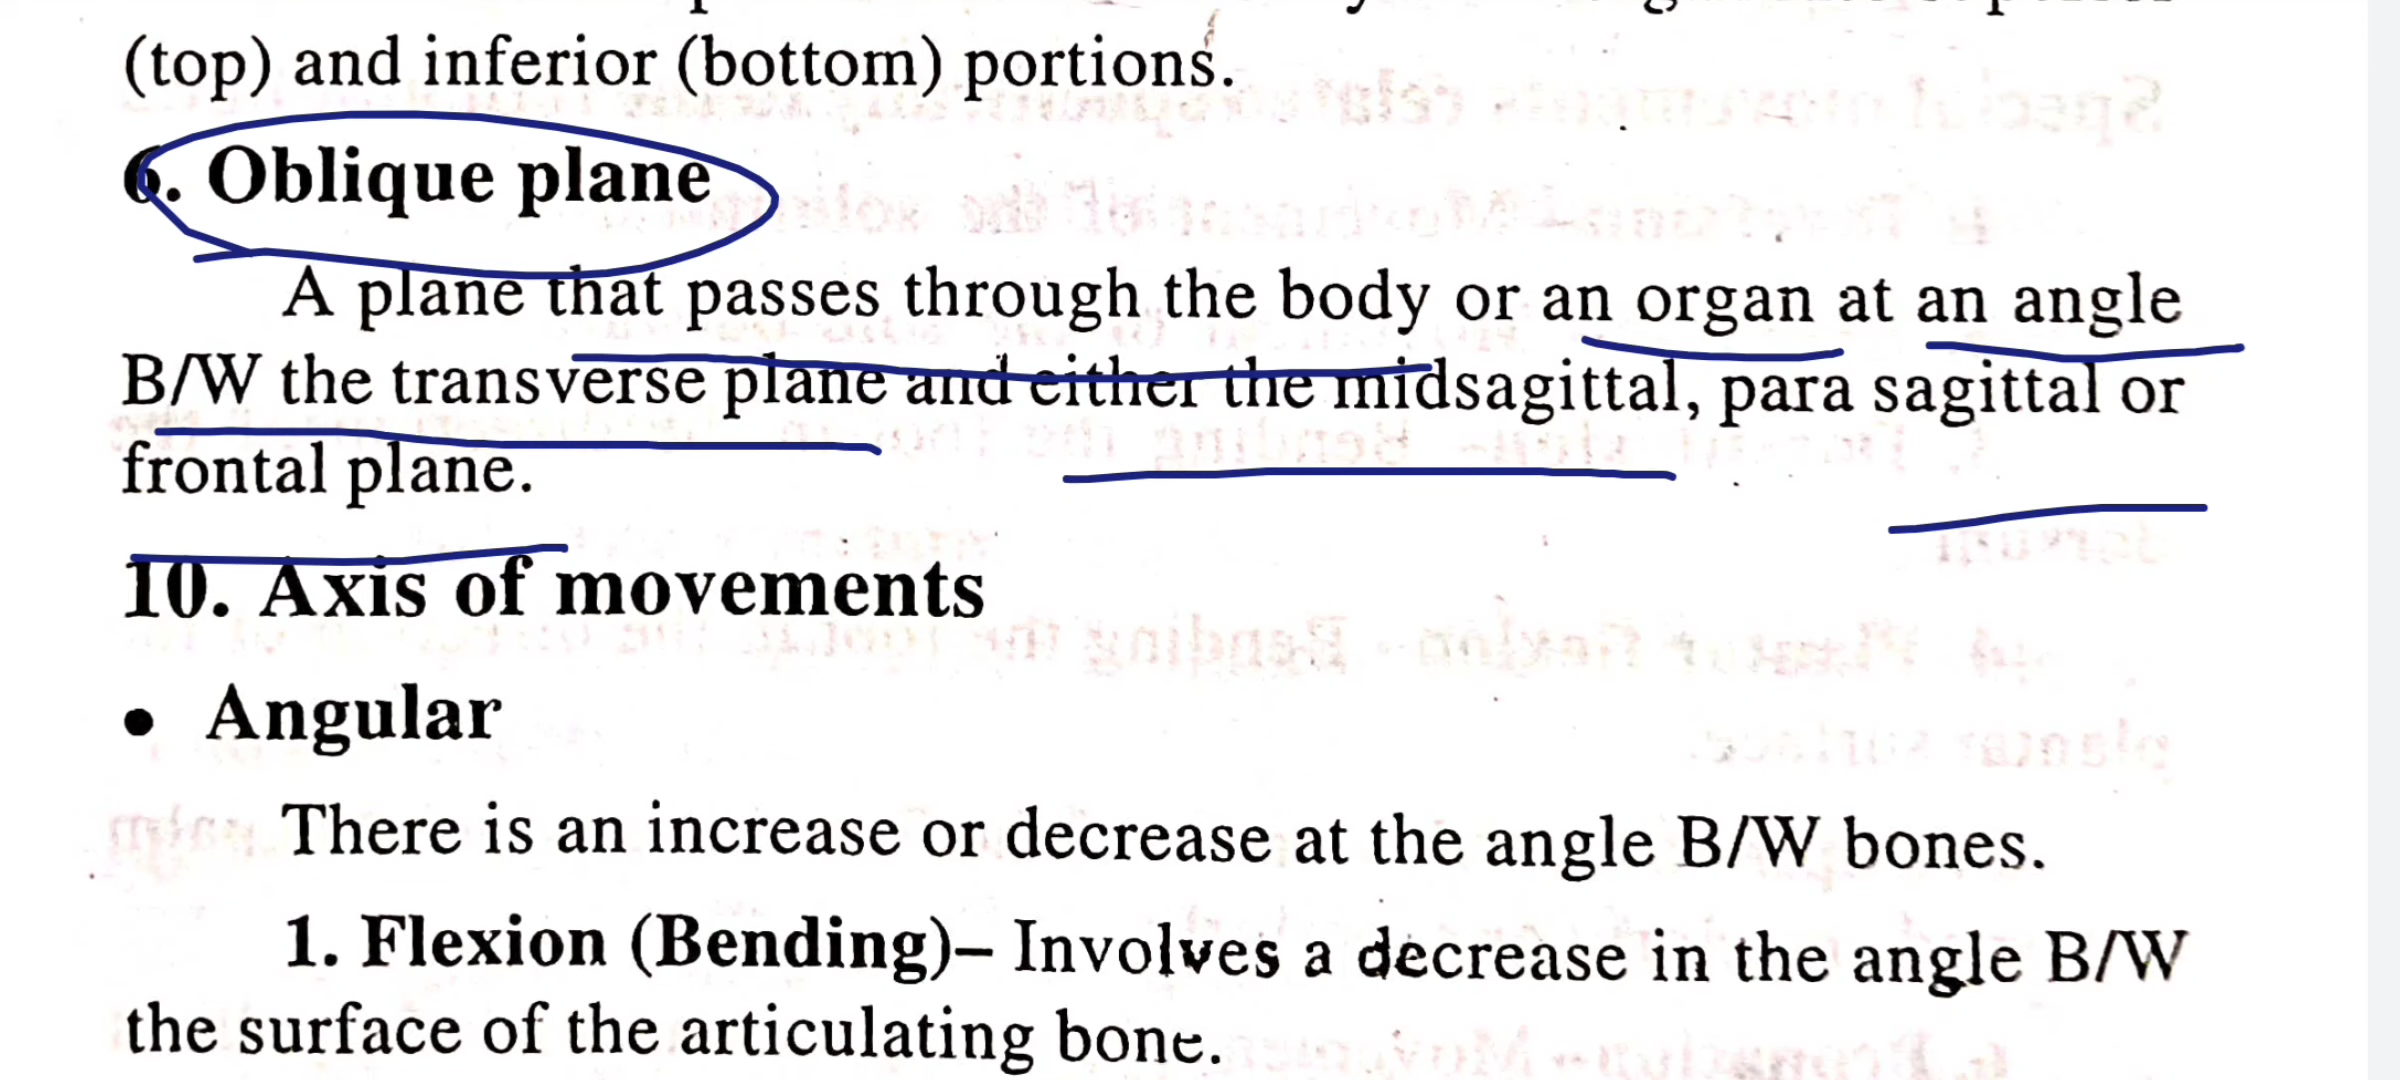 (top) and inferior (bottom) portions.
6. Oblique plane
A plane that passes through the body or an organ at an angle
B/W the transverse plane and either the midsagittal, para sagittal or
frontal plane.
10. Axis of movements
• Angular
There is an increase or decrease at the angle B/W bones.
1. Flexion (Bending)– Involves a decrease in the angle B/W
the surface of the articulating bone.